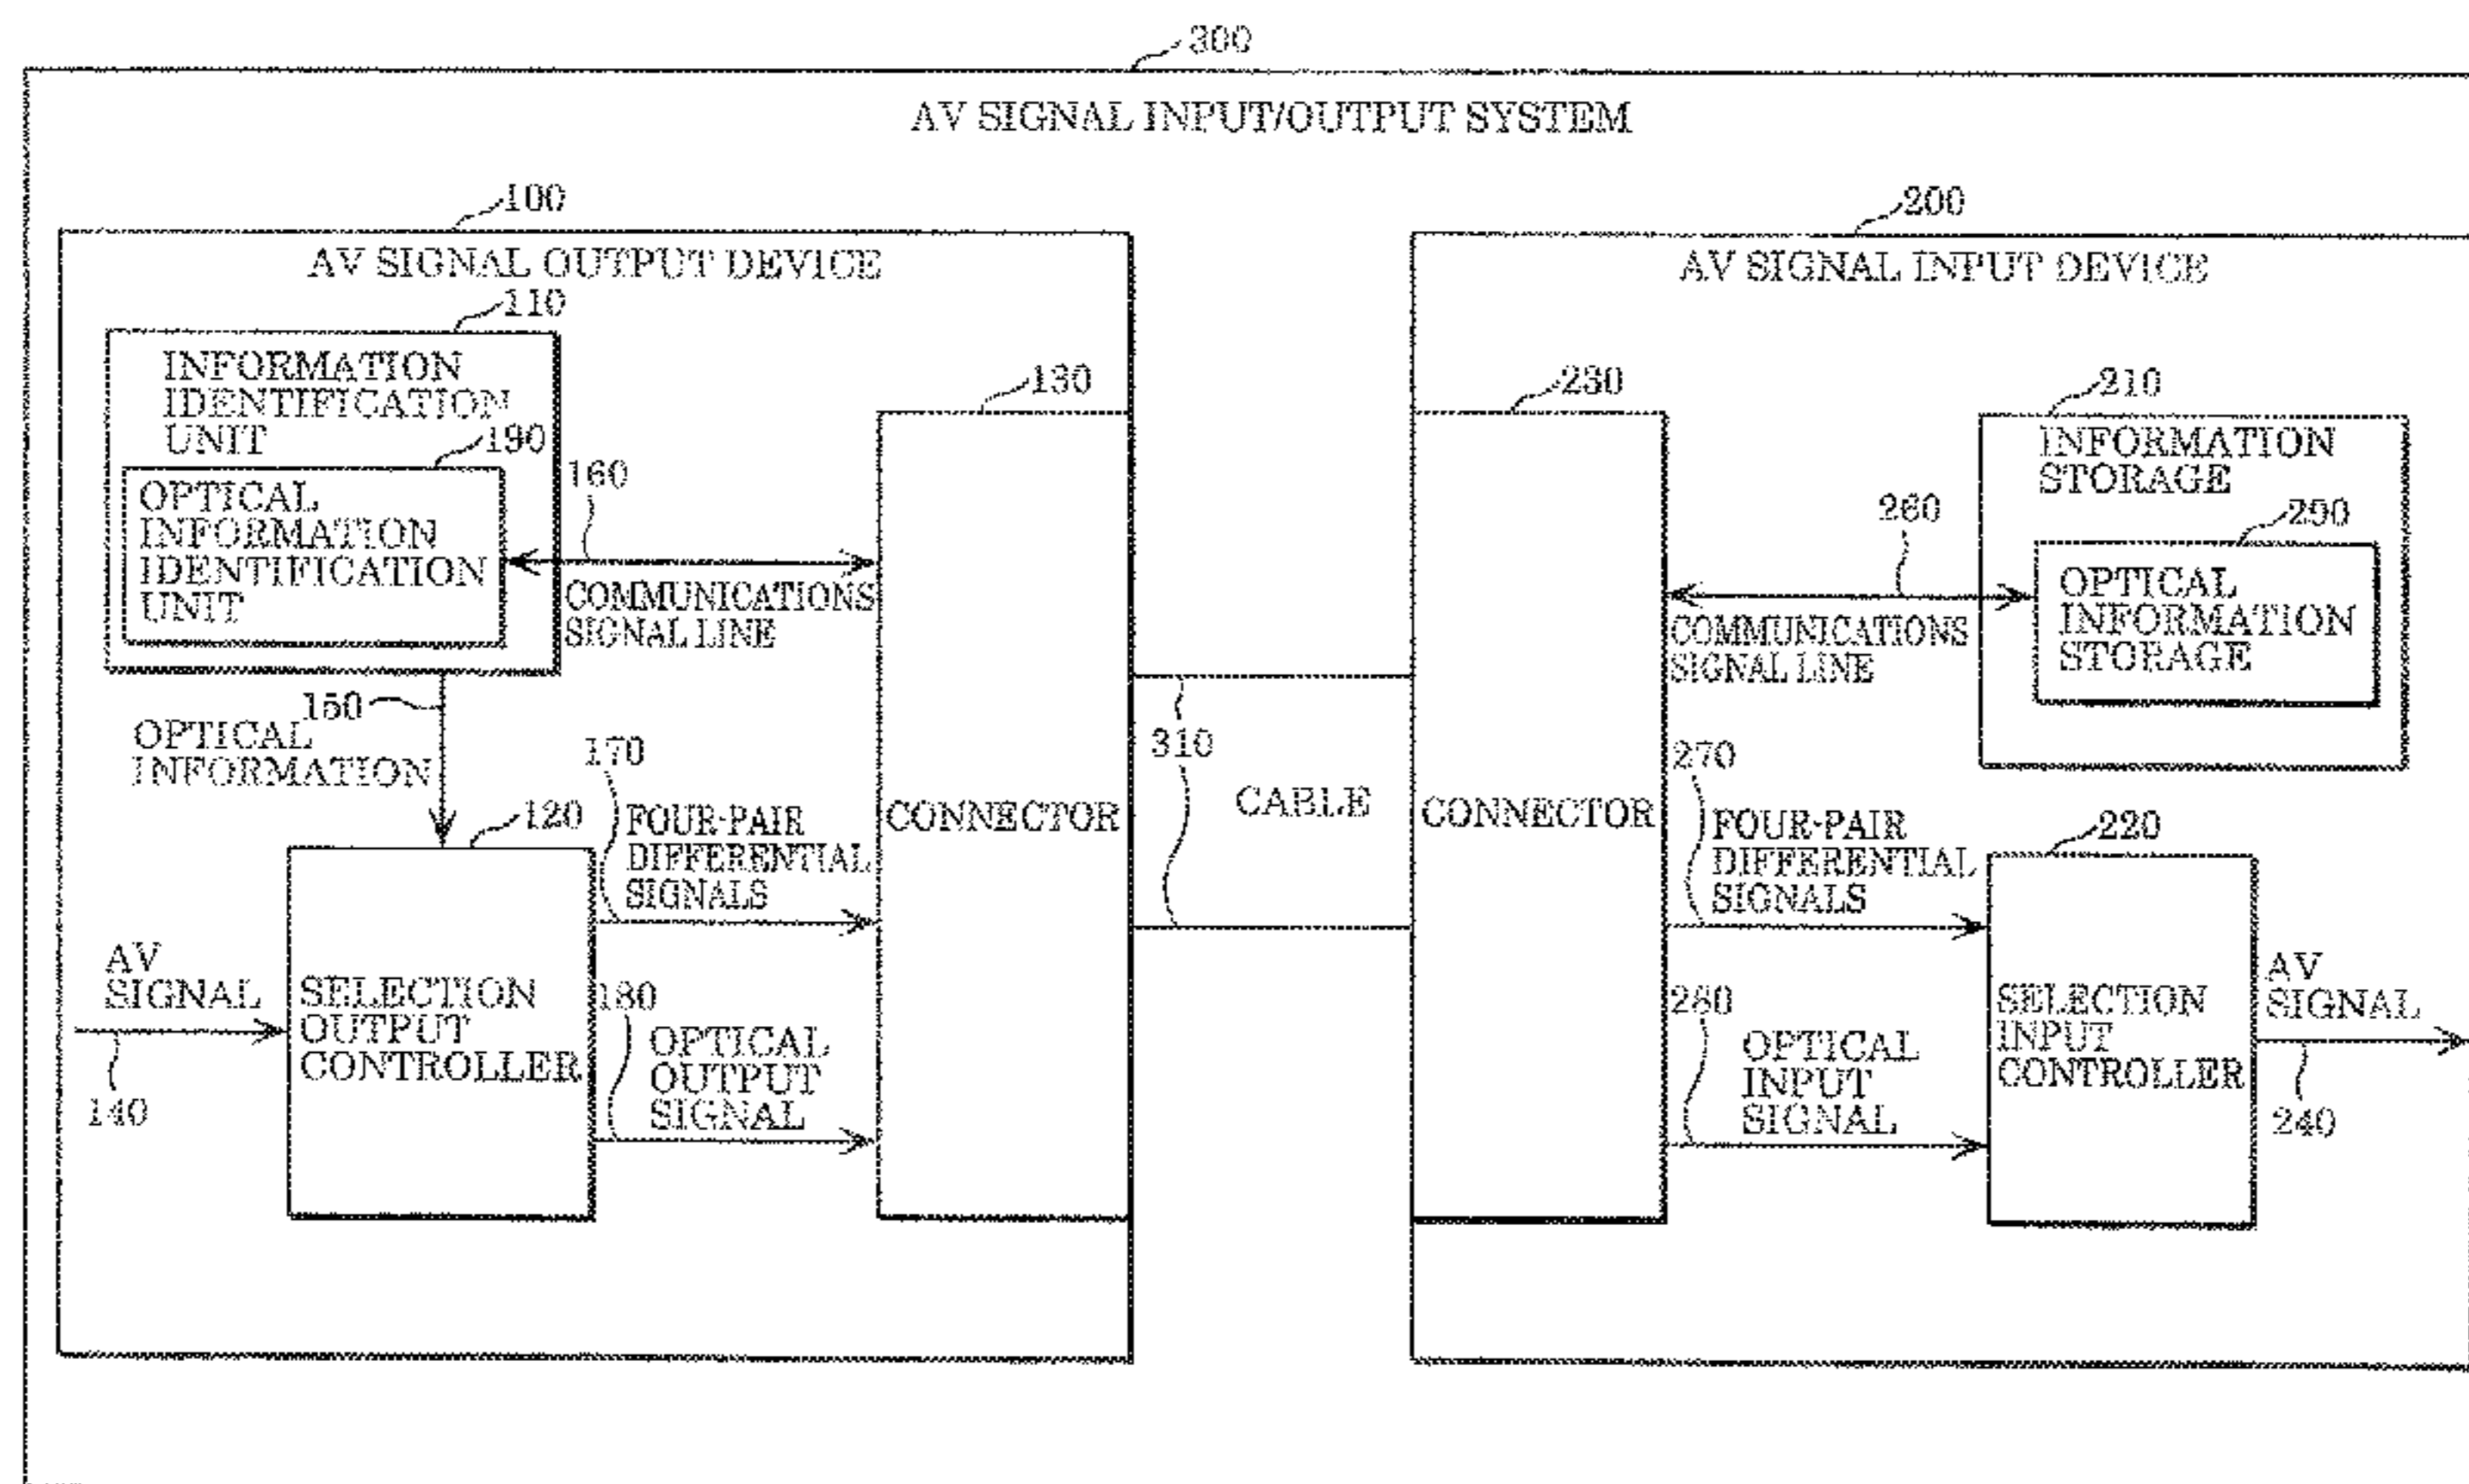 300
AV SIGNAL INPUT/OUTPUT SYSTEM
100
AV SIGNAL OUTPUT DEVICE
110
INFORMATION
IDENTIFICATION
UNIT
190
OPTICAL
INFORMATION
IDENTIFICATION
UNIT
160
COMMUNICATIONS
SIGNAL LINE
130
CONNECTOR
150
OPTICAL
INFORMATION
120
SELECTION
OUTPUT
CONTROLLER
AV
SIGNAL
140
170
FOUR-PAIR
DIFFERENTIAL
SIGNALS
180
OPTICAL
OUTPUT
SIGNAL
310
CABLE
200
AV SIGNAL INPUT DEVICE
230
CONNECTOR
210
INFORMATION
STORAGE
290
OPTICAL
INFORMATION
STORAGE
260
COMMUNICATIONS
SIGNAL LINE
270
FOUR-PAIR
DIFFERENTIAL
SIGNALS
280
OPTICAL
INPUT
SIGNAL
220
SELECTION
INPUT
CONTROLLER
AV
SIGNAL
240